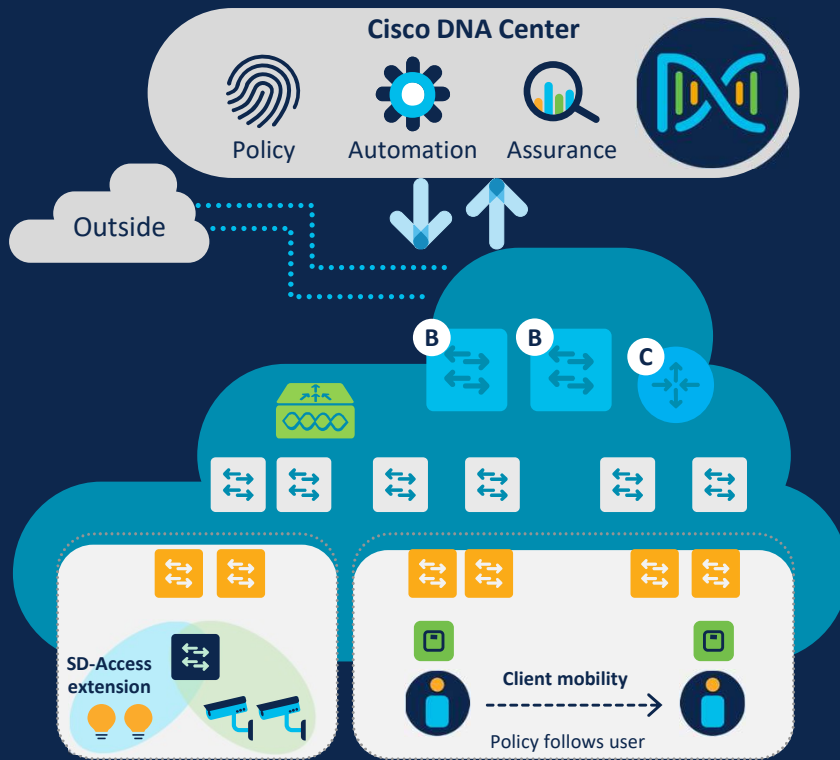 Cisco DNA Center
Policy
Automation
Assurance
Outside
B
B
C
SD-Access
extension
Client mobility
Policy follows user